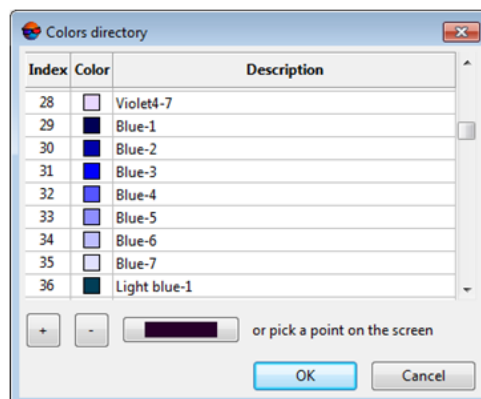 Colors directory
Index Color Description
28 Violet4-7
29 Blue-1
30 Blue-2
31 Blue-3
32 Blue-4
33 Blue-5
34 Blue-6
35 Blue-7
36 Light blue-1
+ - or pick a point on the screen
OK Cancel